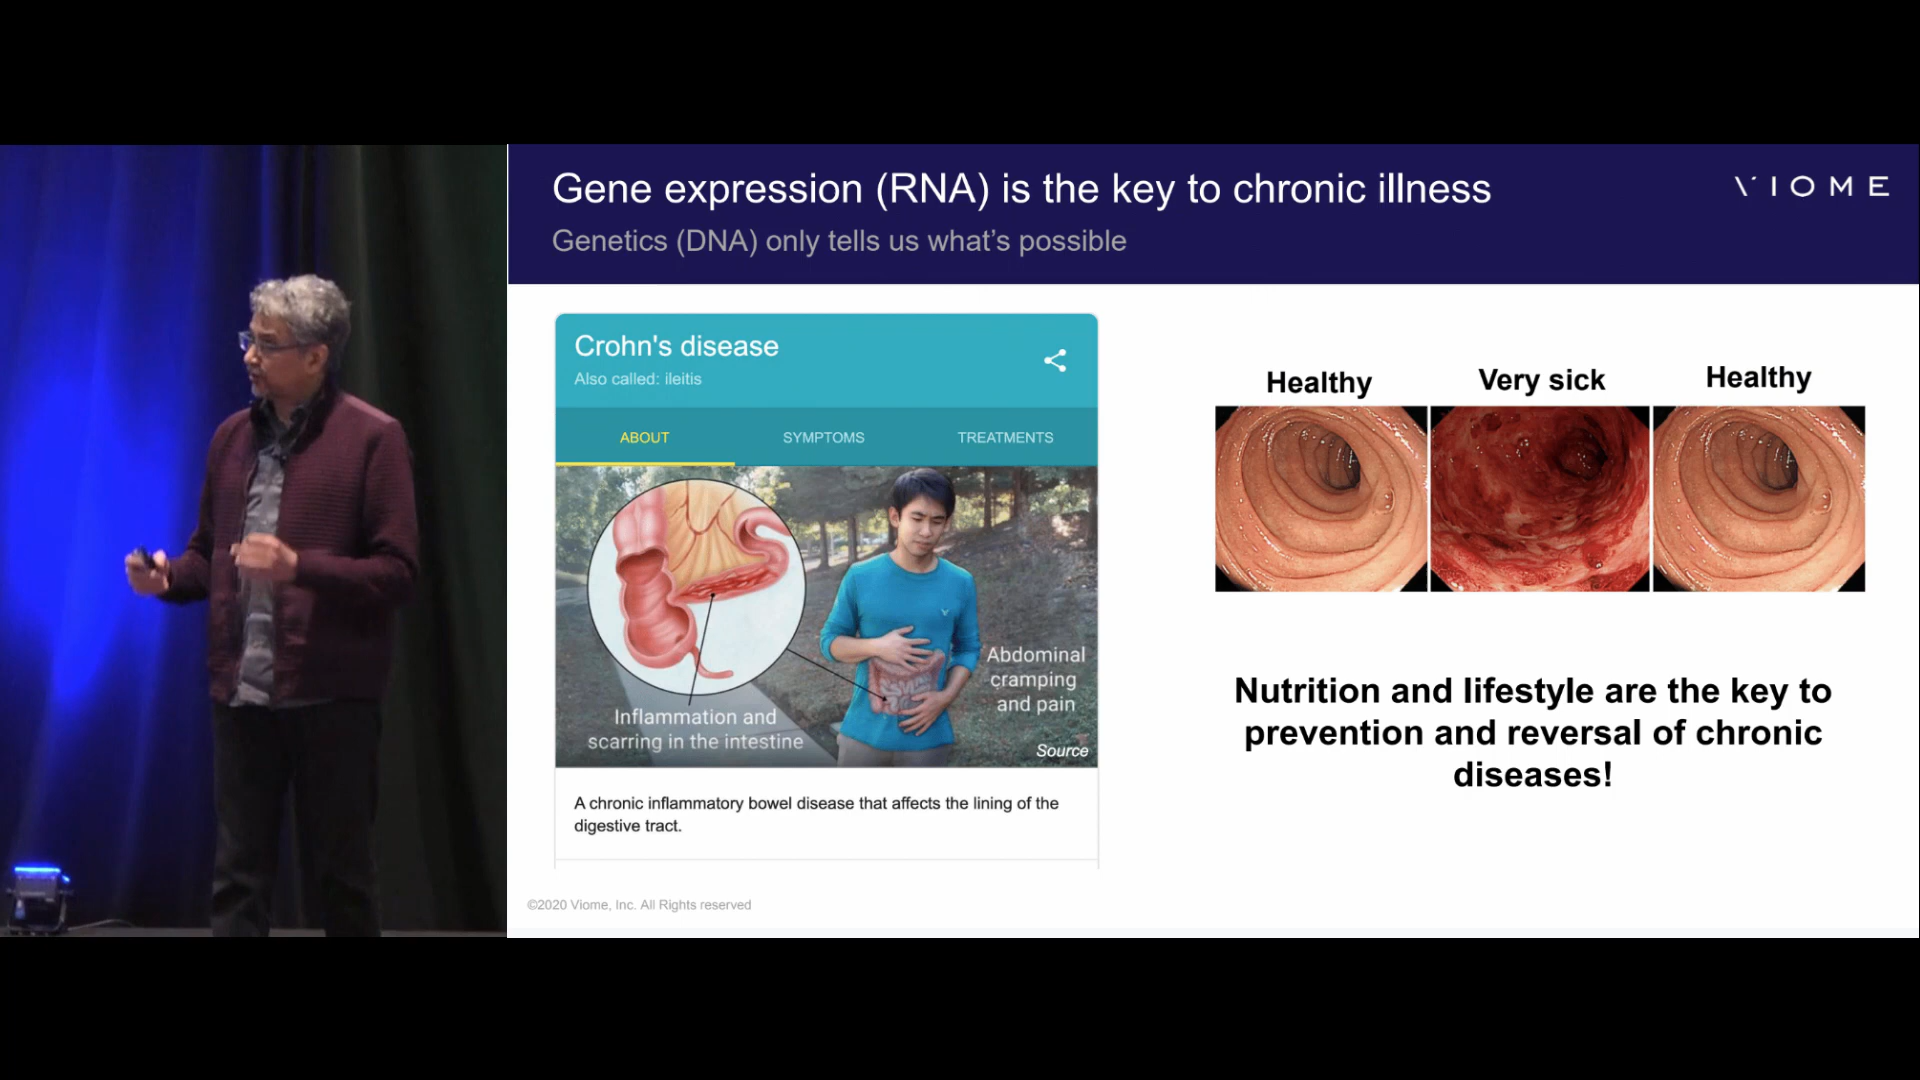 Gene expression (RNA) is the key to chronic illness
Genetics (DNA) only tells us what's possible
VIOME
Crohn's disease
Also called: ileitis
ABOUT
SYMPTOMS
TREATMENTS
Inflammation and
scarring in the intestine
Abdominal
cramping
and pain
Source
A chronic inflammatory bowel disease that affects the lining of the
digestive tract.
Healthy
Very sick
Healthy
Nutrition and lifestyle are the key to
prevention and reversal of chronic
diseases!
©2020 Viome, Inc. All Rights reserved